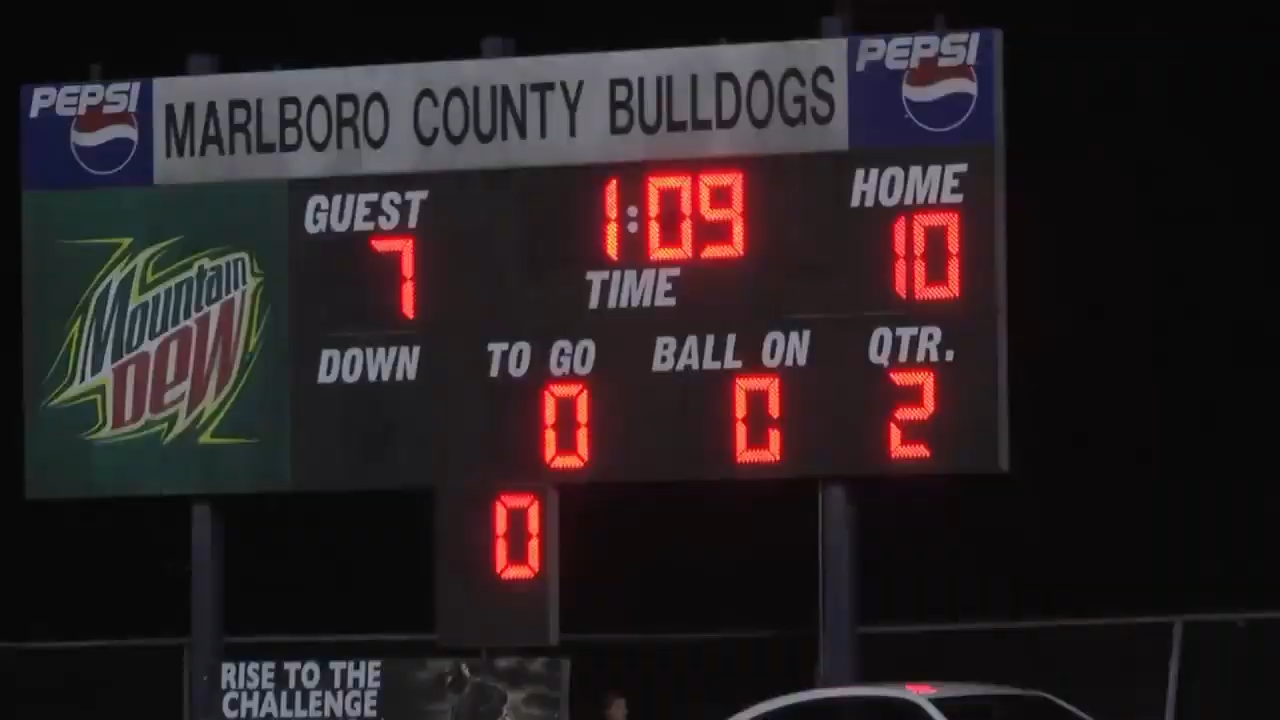 PEPSI
MARLBORO COUNTY BULLDOGS
PEPSI
GUEST
1:09
HOME
7
10
TIME
Mountain
Dew
DOWN
TO GO
BALL ON
QTR.
0
0
2
0
RISE TO THE
CHALLENGE